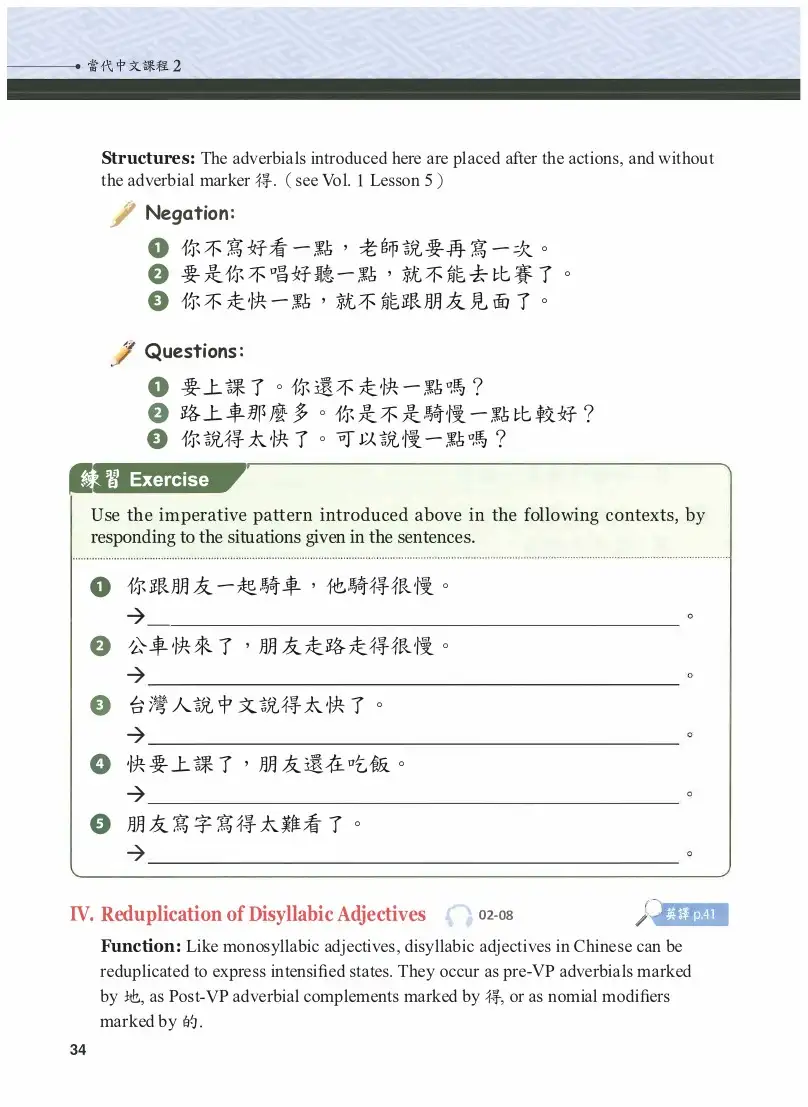 當代中文課程 2
Structures: The adverbials introduced here are placed after the actions, and without
the adverbial marker 得.（see Vol. 1 Lesson 5）
Negation:
1 你不寫好看一點，老師說要再寫一次。
2 要是你不唱好聽一點，就不能去比賽了。
3 你不走快一點，就不能跟朋友見面了。
Questions:
1 要上課了。你還不走快一點嗎？
2 路上車那麼多。你是不是騎慢一點比較好？
3 你說得太快了。可以說慢一點嗎？
練習 Exercise
Use the imperative pattern introduced above in the following contexts, by
responding to the situations given in the sentences.
1 你跟朋友一起騎車，他騎得很慢。
→ 。
2 公車快來了，朋友走路走得很慢。
→ 。
3 台灣人說中文說得太快了。
→ 。
4 快要上課了，朋友還在吃飯。
→ 。
5 朋友寫字寫得太難看了。
→ 。
IV. Reduplication of Disyllabic Adjectives 02-08 英譯 p.41
Function: Like monosyllabic adjectives, disyllabic adjectives in Chinese can be
reduplicated to express intensified states. They occur as pre-VP adverbials marked
by 地, as Post-VP adverbial complements marked by 得, or as nomial modifiers
marked by 的.
34